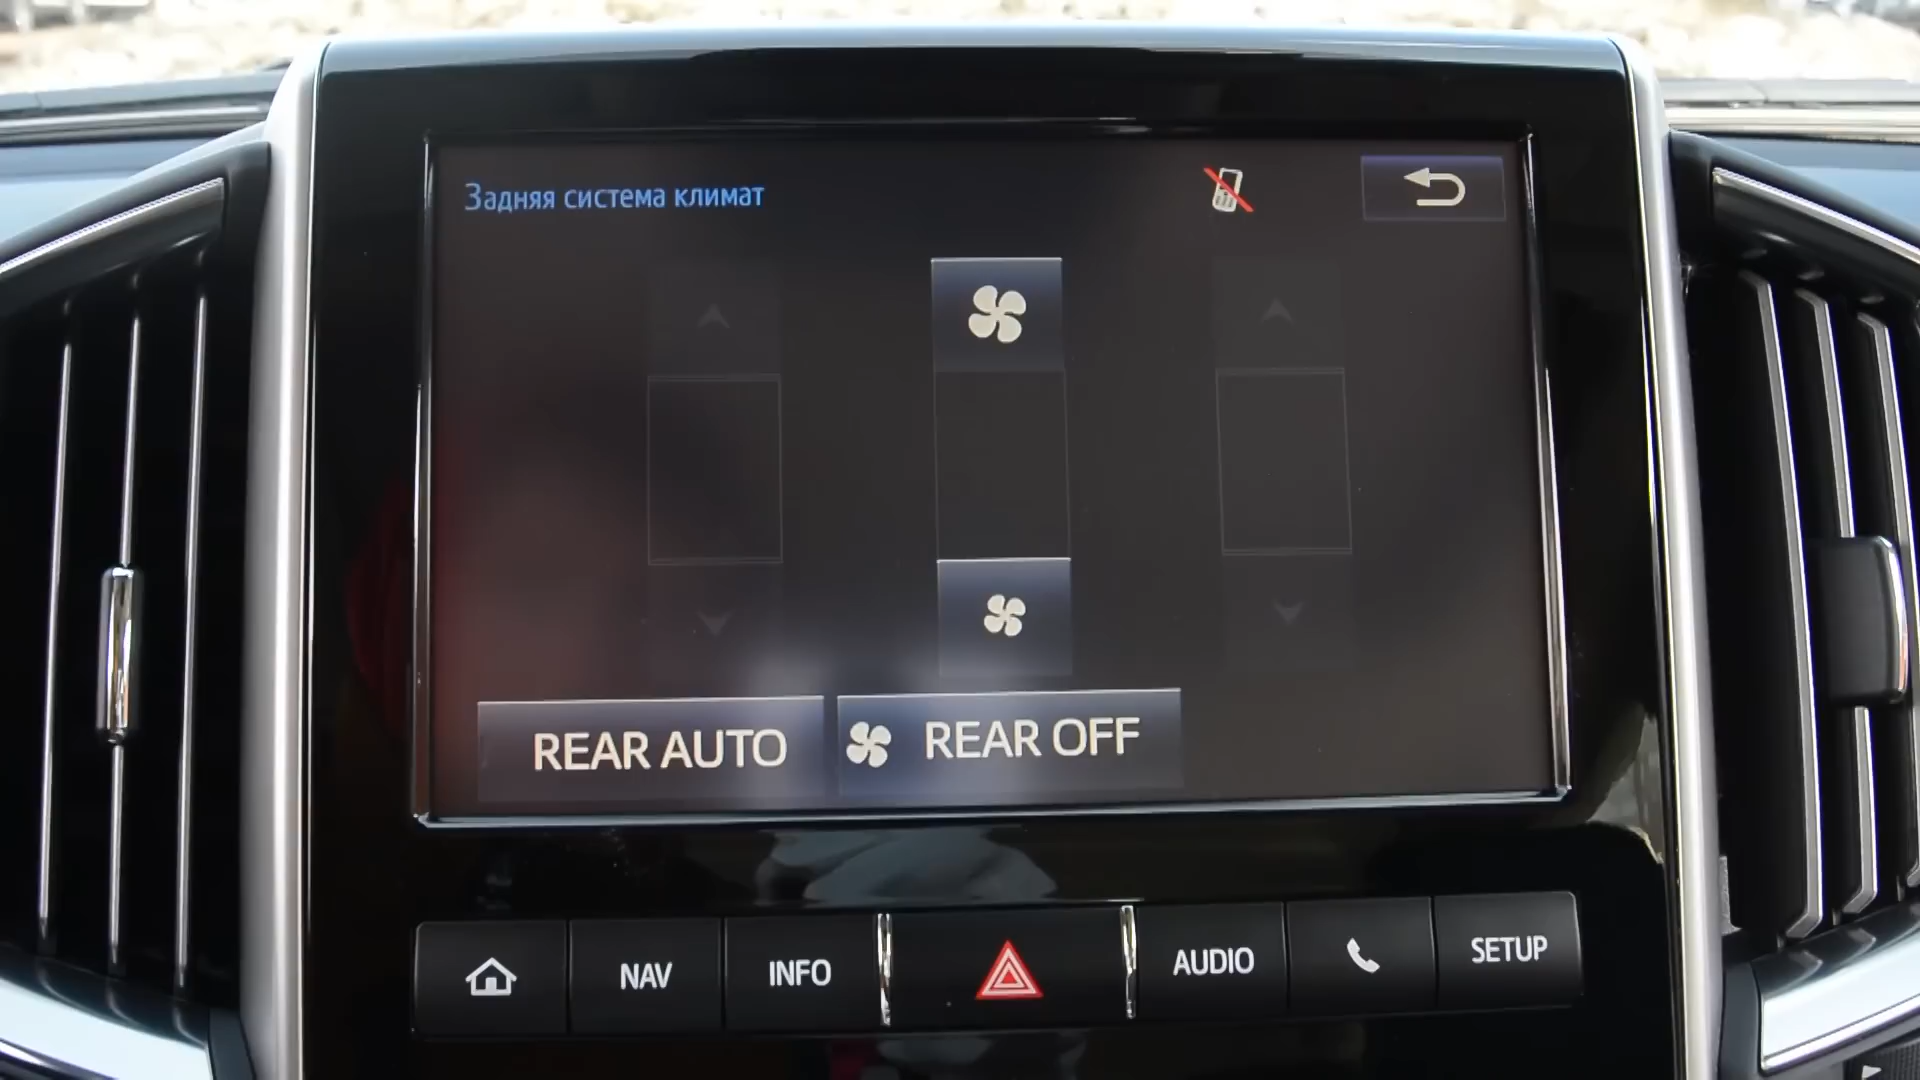 Задняя система климат
REAR AUTO
REAR OFF
NAV
INFO
AUDIO
SETUP